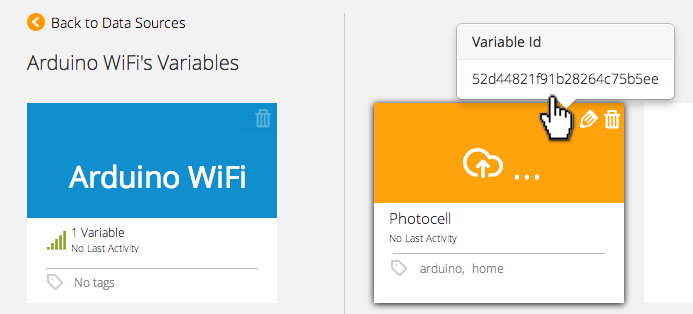 Back to Data Sources
Arduino WiFi's Variables
Variable Id
52d44821f91b28264c75b5ee
Arduino WiFi
...
1 Variable
No Last Activity
No tags
Photocell
No Last Activity
arduino, home